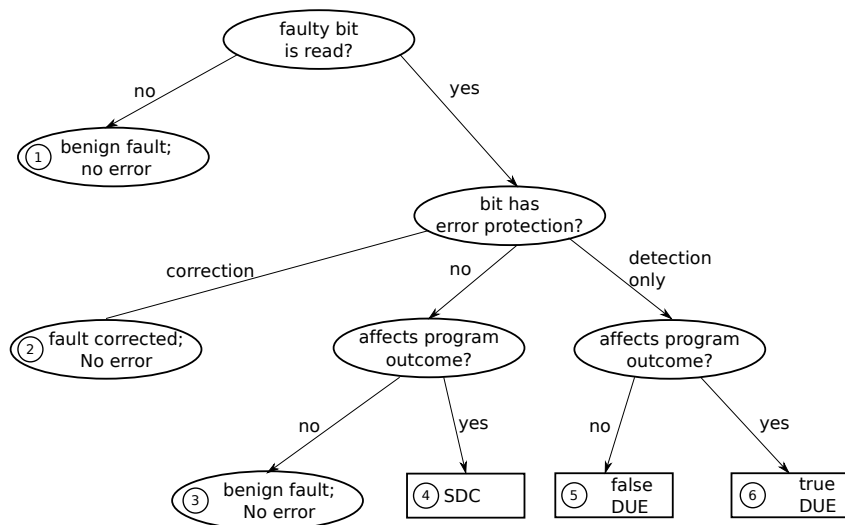 faulty bit
is read?
no
yes
1
benign fault;
no error
bit has
error protection?
correction
no
detection
only
2
fault corrected;
No error
affects program
outcome?
affects program
outcome?
no
yes
no
yes
3
benign fault;
No error
4
SDC
5
false
DUE
6
true
DUE